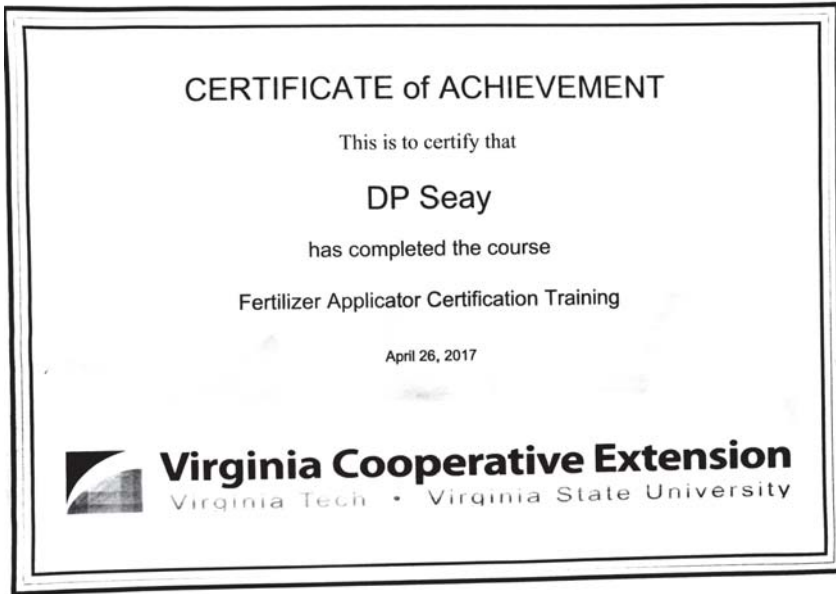 CERTIFICATE of ACHIEVEMENT
This is to certify that
DP Seay
has completed the course
Fertilizer Applicator Certification Training
April 26, 2017
Virginia Cooperative Extension
Virginia Tech • Virginia State University